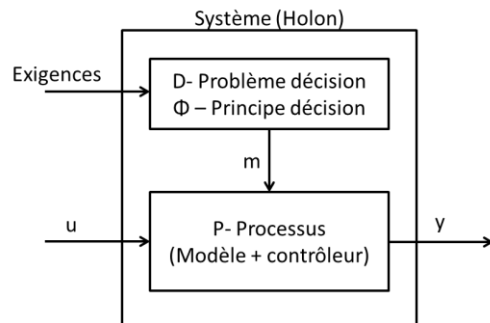 Système (Holon)
Exigences
D- Problème décision
Φ – Principe décision
m
u
P- Processus
(Modèle + contrôleur)
y